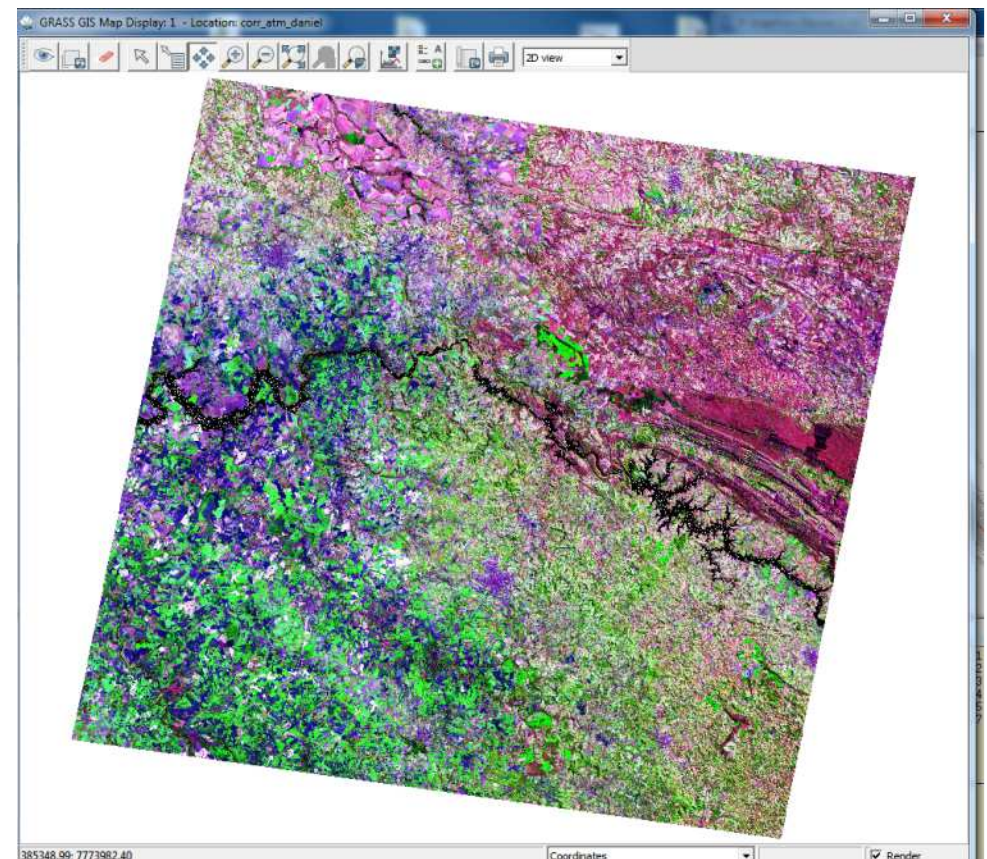 GRASS GIS Map Display: 1 - Location: corr_atm_daniel
2D view
385348.99; 7773982.40
Coordinates
Render